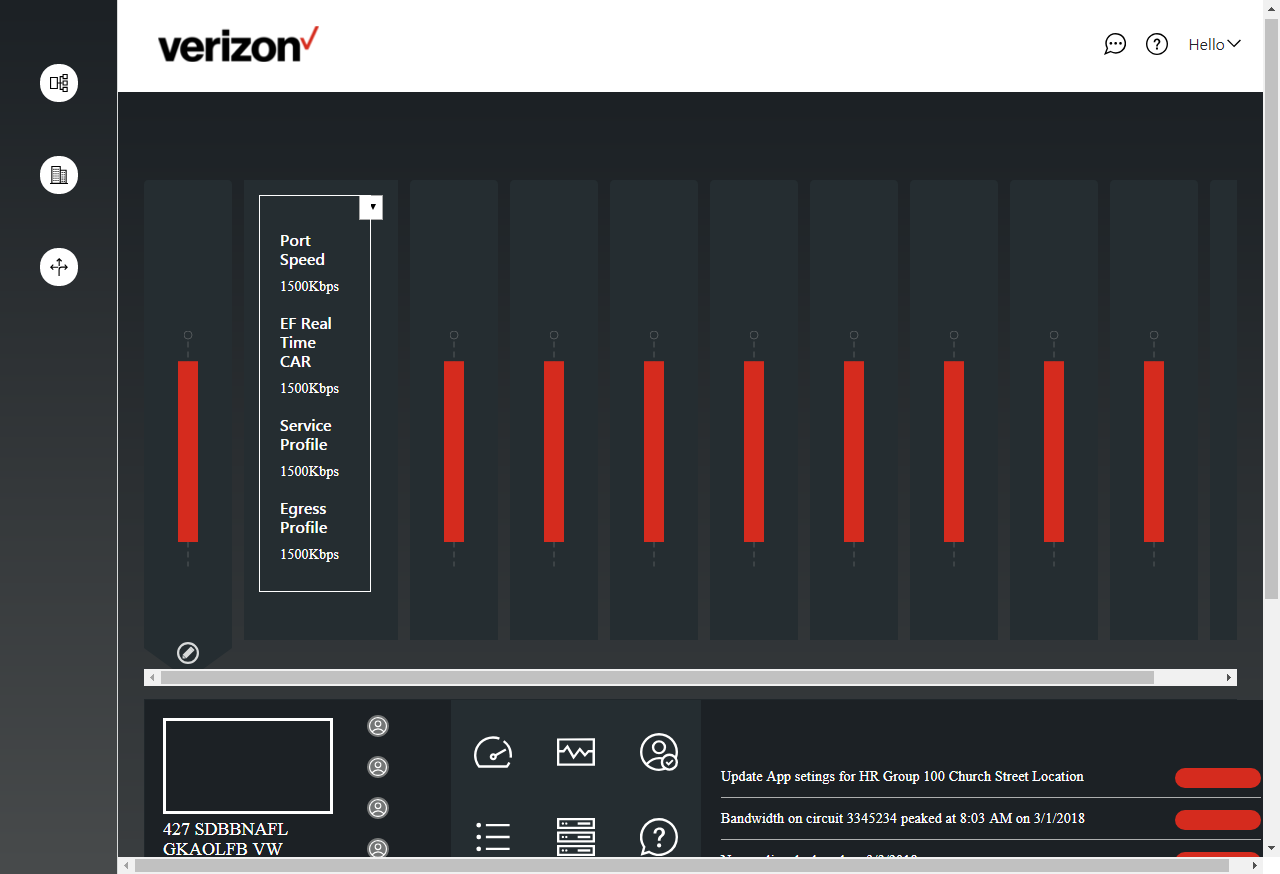 verizon
Hello
Port
Speed
1500Kbps
EF Real
Time
CAR
1500Kbps
Service
Profile
1500Kbps
Egress
Profile
1500Kbps
427 SDBBNAFL
GKAOLFB VW
Update App setings for HR Group 100 Church Street Location
Bandwidth on circuit 3345234 peaked at 8:03 AM on 3/1/2018